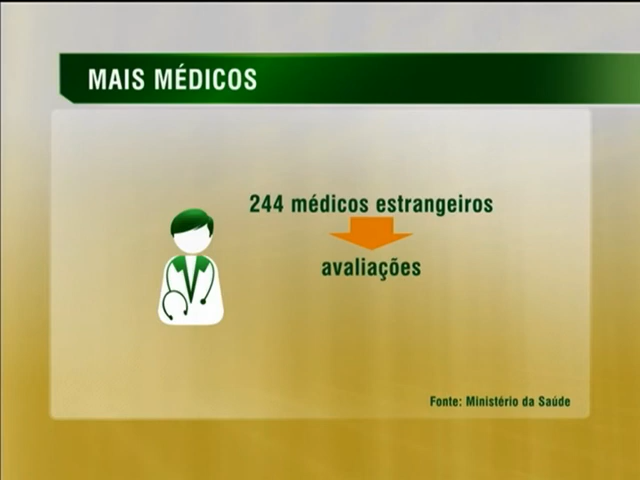 MAIS MÉDICOS
244 médicos estrangeiros
avaliações
Fonte: Ministério da Saúde